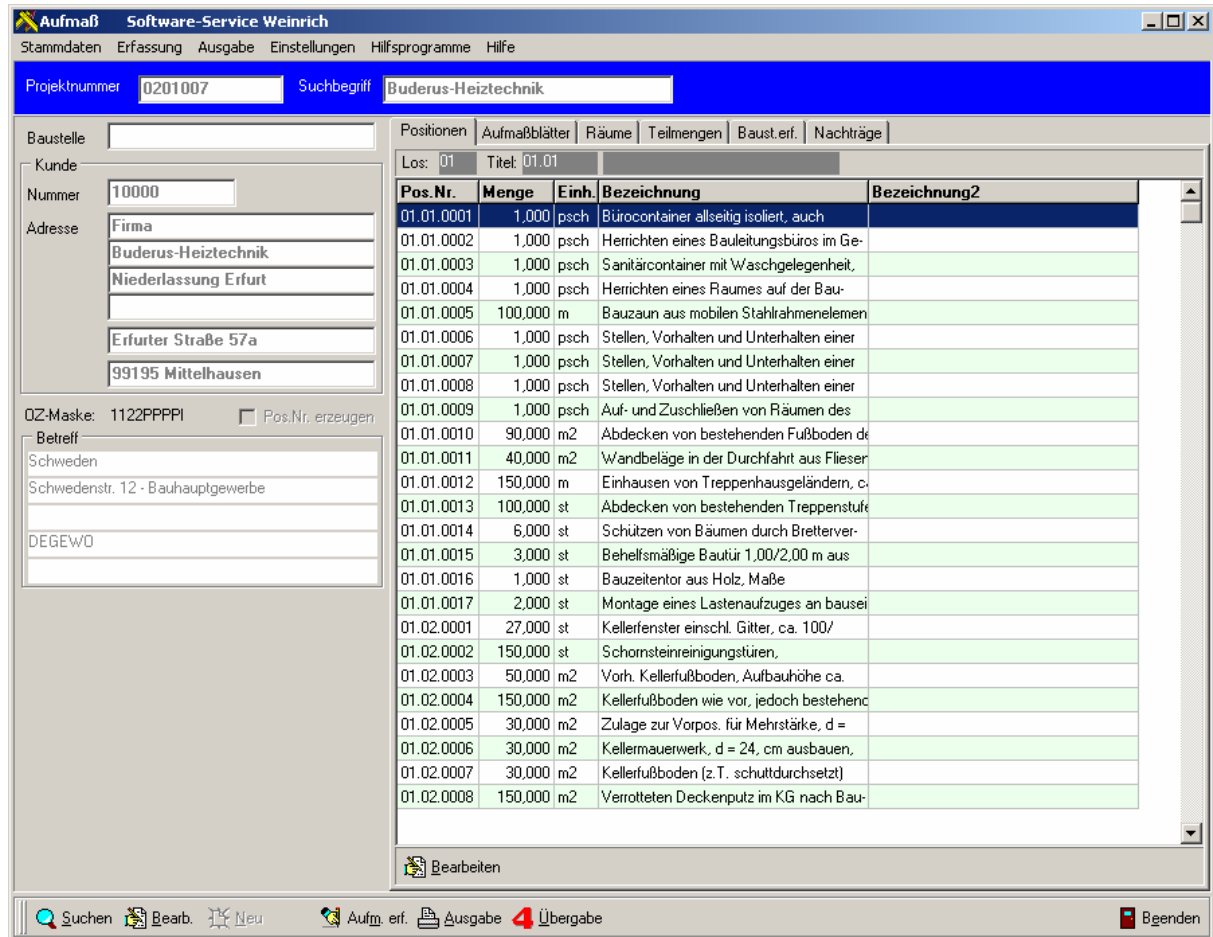 Aufmaß Software-Service Weinrich
Stammdaten Erfassung Ausgabe Einstellungen Hilfsprogramme Hilfe
Projektnummer 0201007 Suchbegriff Buderus-Heiztechnik
Baustelle
Kunde
Nummer 10000
Adresse Firma
Buderus-Heiztechnik
Niederlassung Erfurt
Erfurter Straße 57a
99195 Mittelhausen
OZ-Maske: 1122PPPPI Pos.Nr. erzeugen
Betreff
Schweden
Schwedenstr. 12 - Bauhauptgewerbe
DEGEWO
Positionen Aufmaßblätter Räume Teilmengen Baust.erf. Nachträge
Los: 01 Titel: 01.01
Pos.Nr. Menge Einh. Bezeichnung Bezeichnung2
01.01.0001 1,000 psch Bürocontainer allseitig isoliert, auch
01.01.0002 1,000 psch Herrichten eines Bauleitungsbüros im Ge-
01.01.0003 1,000 psch Sanitärcontainer mit Waschgelegenheit,
01.01.0004 1,000 psch Herrichten eines Raumes auf der Bau-
01.01.0005 100,000 m Bauzaun aus mobilen Stahlrahmenelemen
01.01.0006 1,000 psch Stellen, Vorhalten und Unterhalten einer
01.01.0007 1,000 psch Stellen, Vorhalten und Unterhalten einer
01.01.0008 1,000 psch Stellen, Vorhalten und Unterhalten einer
01.01.0009 1,000 psch Auf- und Zuschließen von Räumen des
01.01.0010 90,000 m2 Abdecken von bestehenden Fußboden de
01.01.0011 40,000 m2 Wandbeläge in der Durchfahrt aus Flieser
01.01.0012 150,000 m Einhausen von Treppenhausgeländern, c
01.01.0013 100,000 st Abdecken von bestehenden Treppenstufe
01.01.0014 6,000 st Schützen von Bäumen durch Bretterver-
01.01.0015 3,000 st Behelfsmäßige Bautür 1,00/2,00 m aus
01.01.0016 1,000 st Bauzeitentor aus Holz, Maße
01.01.0017 2,000 st Montage eines Lastenaufzuges an bausei
01.02.0001 27,000 st Kellerfenster einschl. Gitter, ca. 100/
01.02.0002 150,000 st Schornsteinreinigungstüren,
01.02.0003 50,000 m2 Vorh. Kellerfußboden, Aufbauhöhe ca.
01.02.0004 150,000 m2 Kellerfußboden wie vor, jedoch bestehend
01.02.0005 30,000 m2 Zulage zur Vorpos. für Mehrstärke, d =
01.02.0006 30,000 m2 Kellermauerwerk, d = 24, cm ausbauen,
01.02.0007 30,000 m2 Kellerfußboden (z.T. schuttdurchsetzt)
01.02.0008 150,000 m2 Verrotteten Deckenputz im KG nach Bau-
Bearbeiten
Suchen Bearb. Neu Aufm. erf. Ausgabe 4 Übergabe Beenden